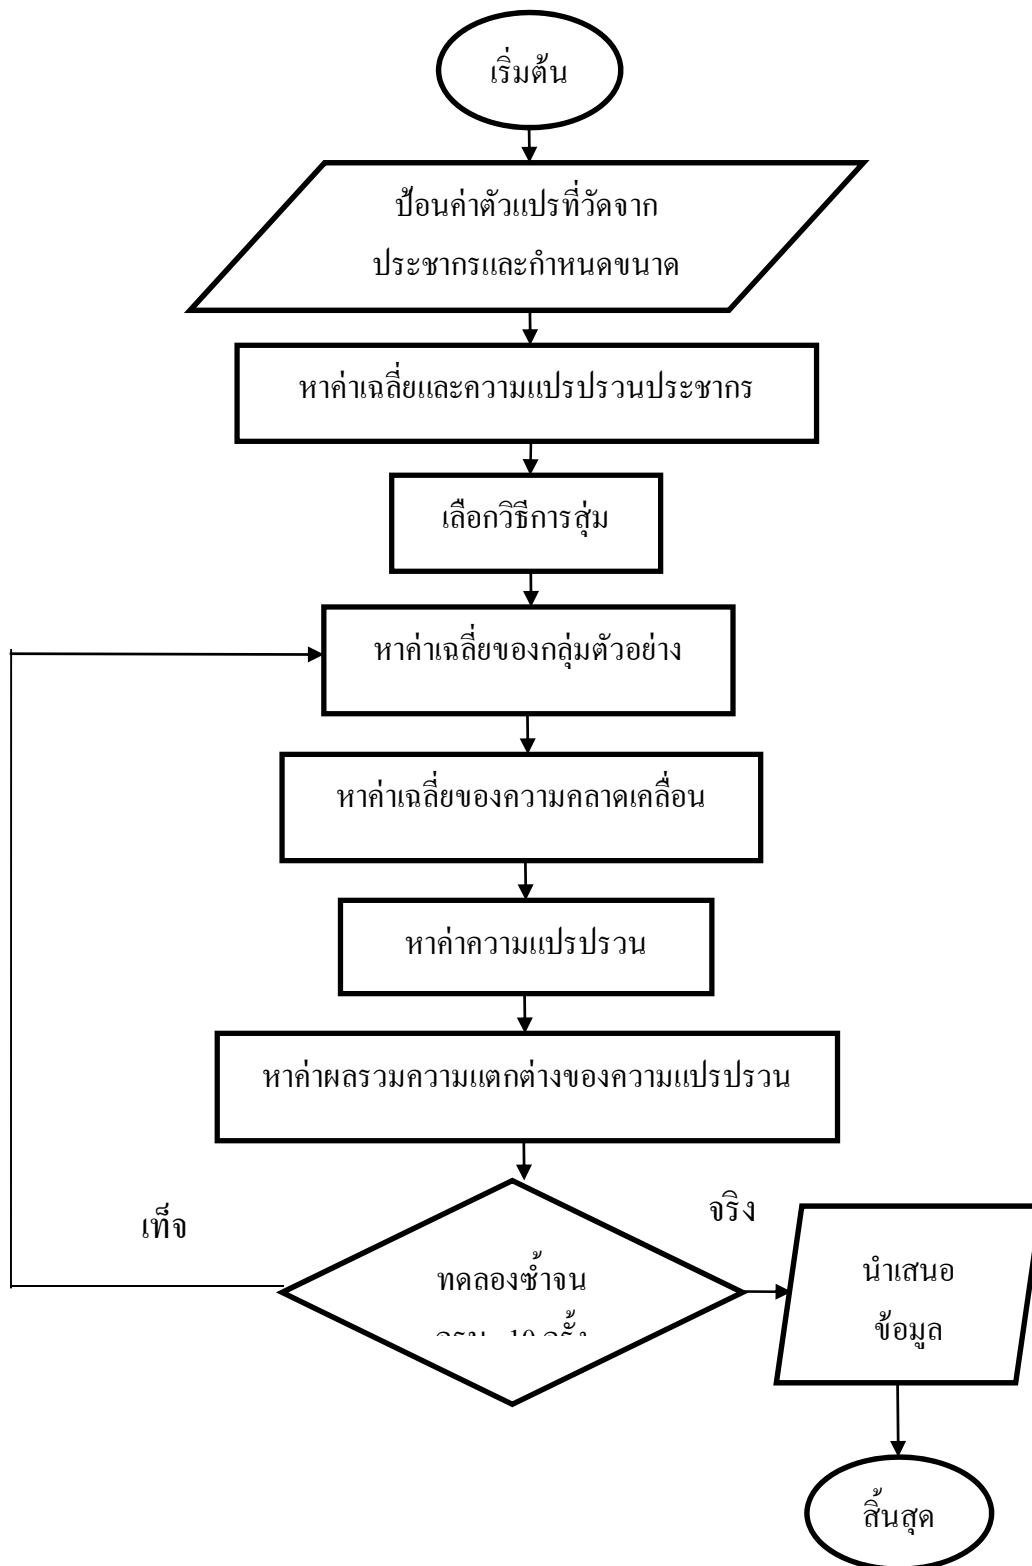 เริ่มต้น
ป้อนค่าตัวแปรที่วัดจาก
ประชากรและกำหนดขนาด
หาค่าเฉลี่ยและความแปรปรวนประชากร
เลือกวิธีการสุ่ม
หาค่าเฉลี่ยของกลุ่มตัวอย่าง
หาค่าเฉลี่ยของความคลาดเคลื่อน
หาค่าความแปรปรวน
หาค่าผลรวมความแตกต่างของความแปรปรวน
เท็จ
จริง
ทดลองซ้ำจน
10 ครั้ง
นำเสนอ
ข้อมูล
สิ้นสุด